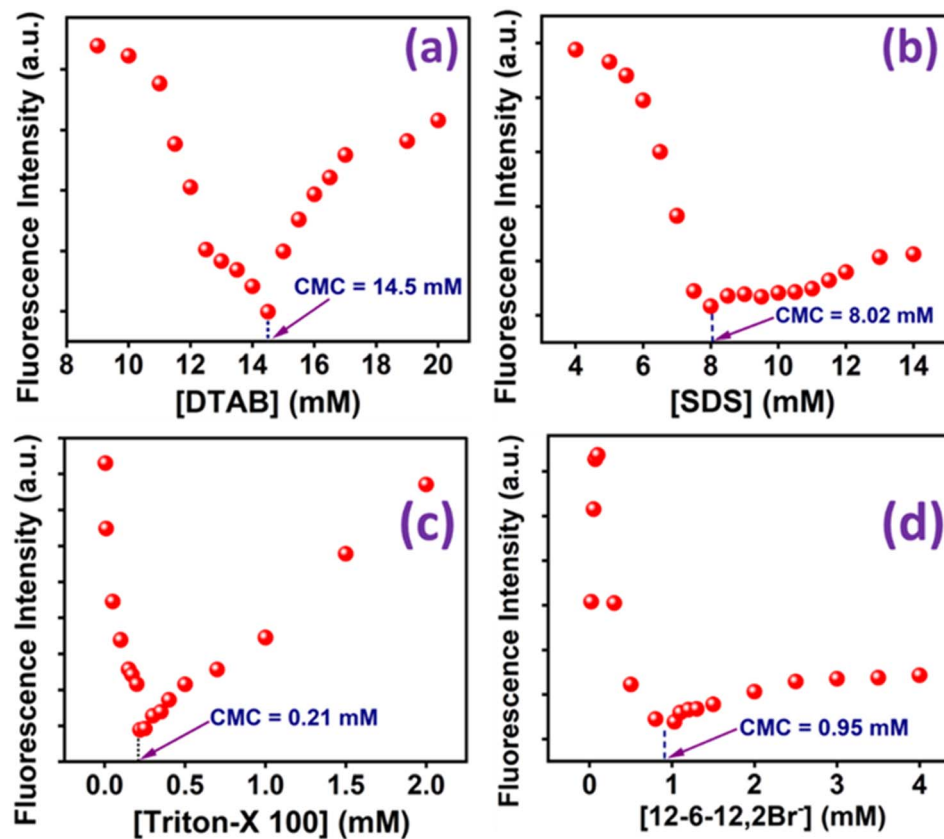 Fluorescence Intensity (a.u.)
(a)
CMC = 14.5 mM
8 10 12 14 16 18 20
[DTAB] (mM)
Fluorescence Intensity (a.u.)
(b)
CMC = 8.02 mM
4 6 8 10 12 14
[SDS] (mM)
Fluorescence Intensity (a.u.)
(c)
CMC = 0.21 mM
0.0 0.5 1.0 1.5 2.0
[Triton-X 100] (mM)
Fluorescence Intensity (a.u.)
(d)
CMC = 0.95 mM
0 1 2 3 4
[12-6-12,2Br⁻] (mM)